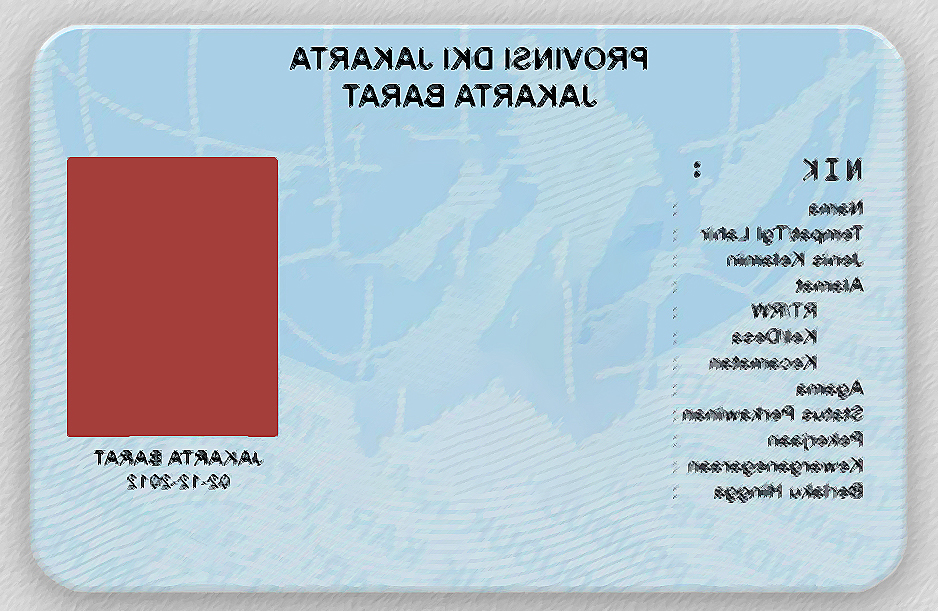 PROVINSI DKI JAKARTA
JAKARTA BARAT
NIK :
Nama :
Tempat/Tgl Lahir :
Jenis Kelamin :
Alamat :
RT/RW :
Kel/Desa :
Kecamatan :
Agama :
Status Perkawinan :
Pekerjaan :
Kewarganegaraan :
Berlaku Hingga :
JAKARTA BARAT
02-12-2012